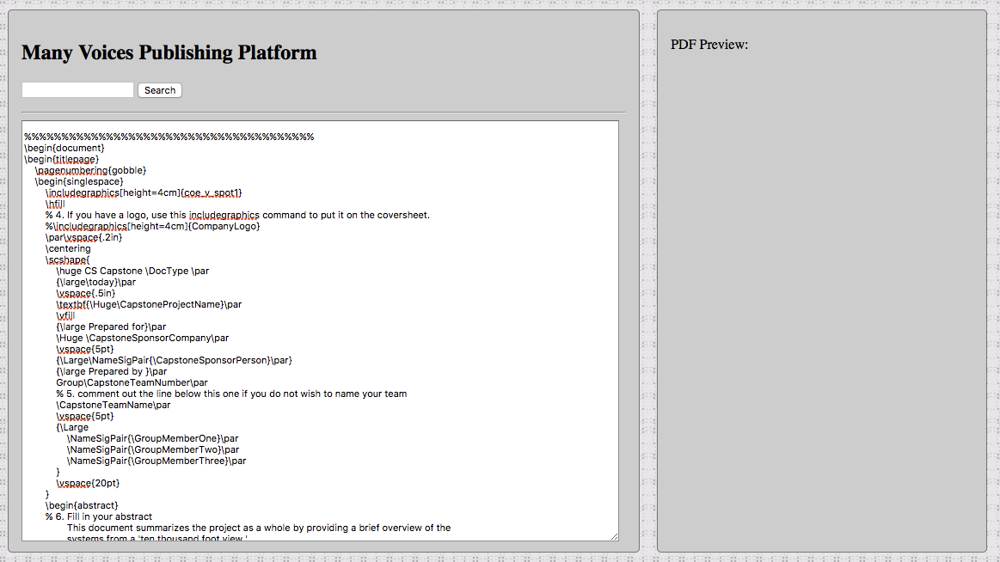 Many Voices Publishing Platform
Search
%%%%%%%%%%%%%%%%%%%%%%%%%%%%%%%%%%%%%%%
\begin{document}
\begin{titlepage}
\pagenumbering{gobble}
\begin{singlespace}
\includegraphics[height=4cm]{coe_v_spot1}
\hfill
% 4. If you have a logo, use this includegraphics command to put it on the coversheet.
%\includegraphics[height=4cm]{CompanyLogo}
\par\vspace{.2in}
\centering
\scshape{
\huge CS Capstone \DocType \par
{\large\today}\par
\vspace{.5in}
\textbf{\Huge\CapstoneProjectName}\par
\vfill
{\large Prepared for}\par
\Huge \CapstoneSponsorCompany\par
\vspace{5pt}
{\Large\NameSigPair{\CapstoneSponsorPerson}\par}
{\large Prepared by }\par
Group\CapstoneTeamNumber\par
% 5. comment out the line below this one if you do not wish to name your team
\CapstoneTeamName\par
\vspace{5pt}
{\Large
\NameSigPair{\GroupMemberOne}\par
\NameSigPair{\GroupMemberTwo}\par
\NameSigPair{\GroupMemberThree}\par
}
\vspace{20pt}
}
\begin{abstract}
% 6. Fill in your abstract
This document summarizes the project as a whole by providing a brief overview of the
systems from a 'ten thousand foot view.'
PDF Preview: